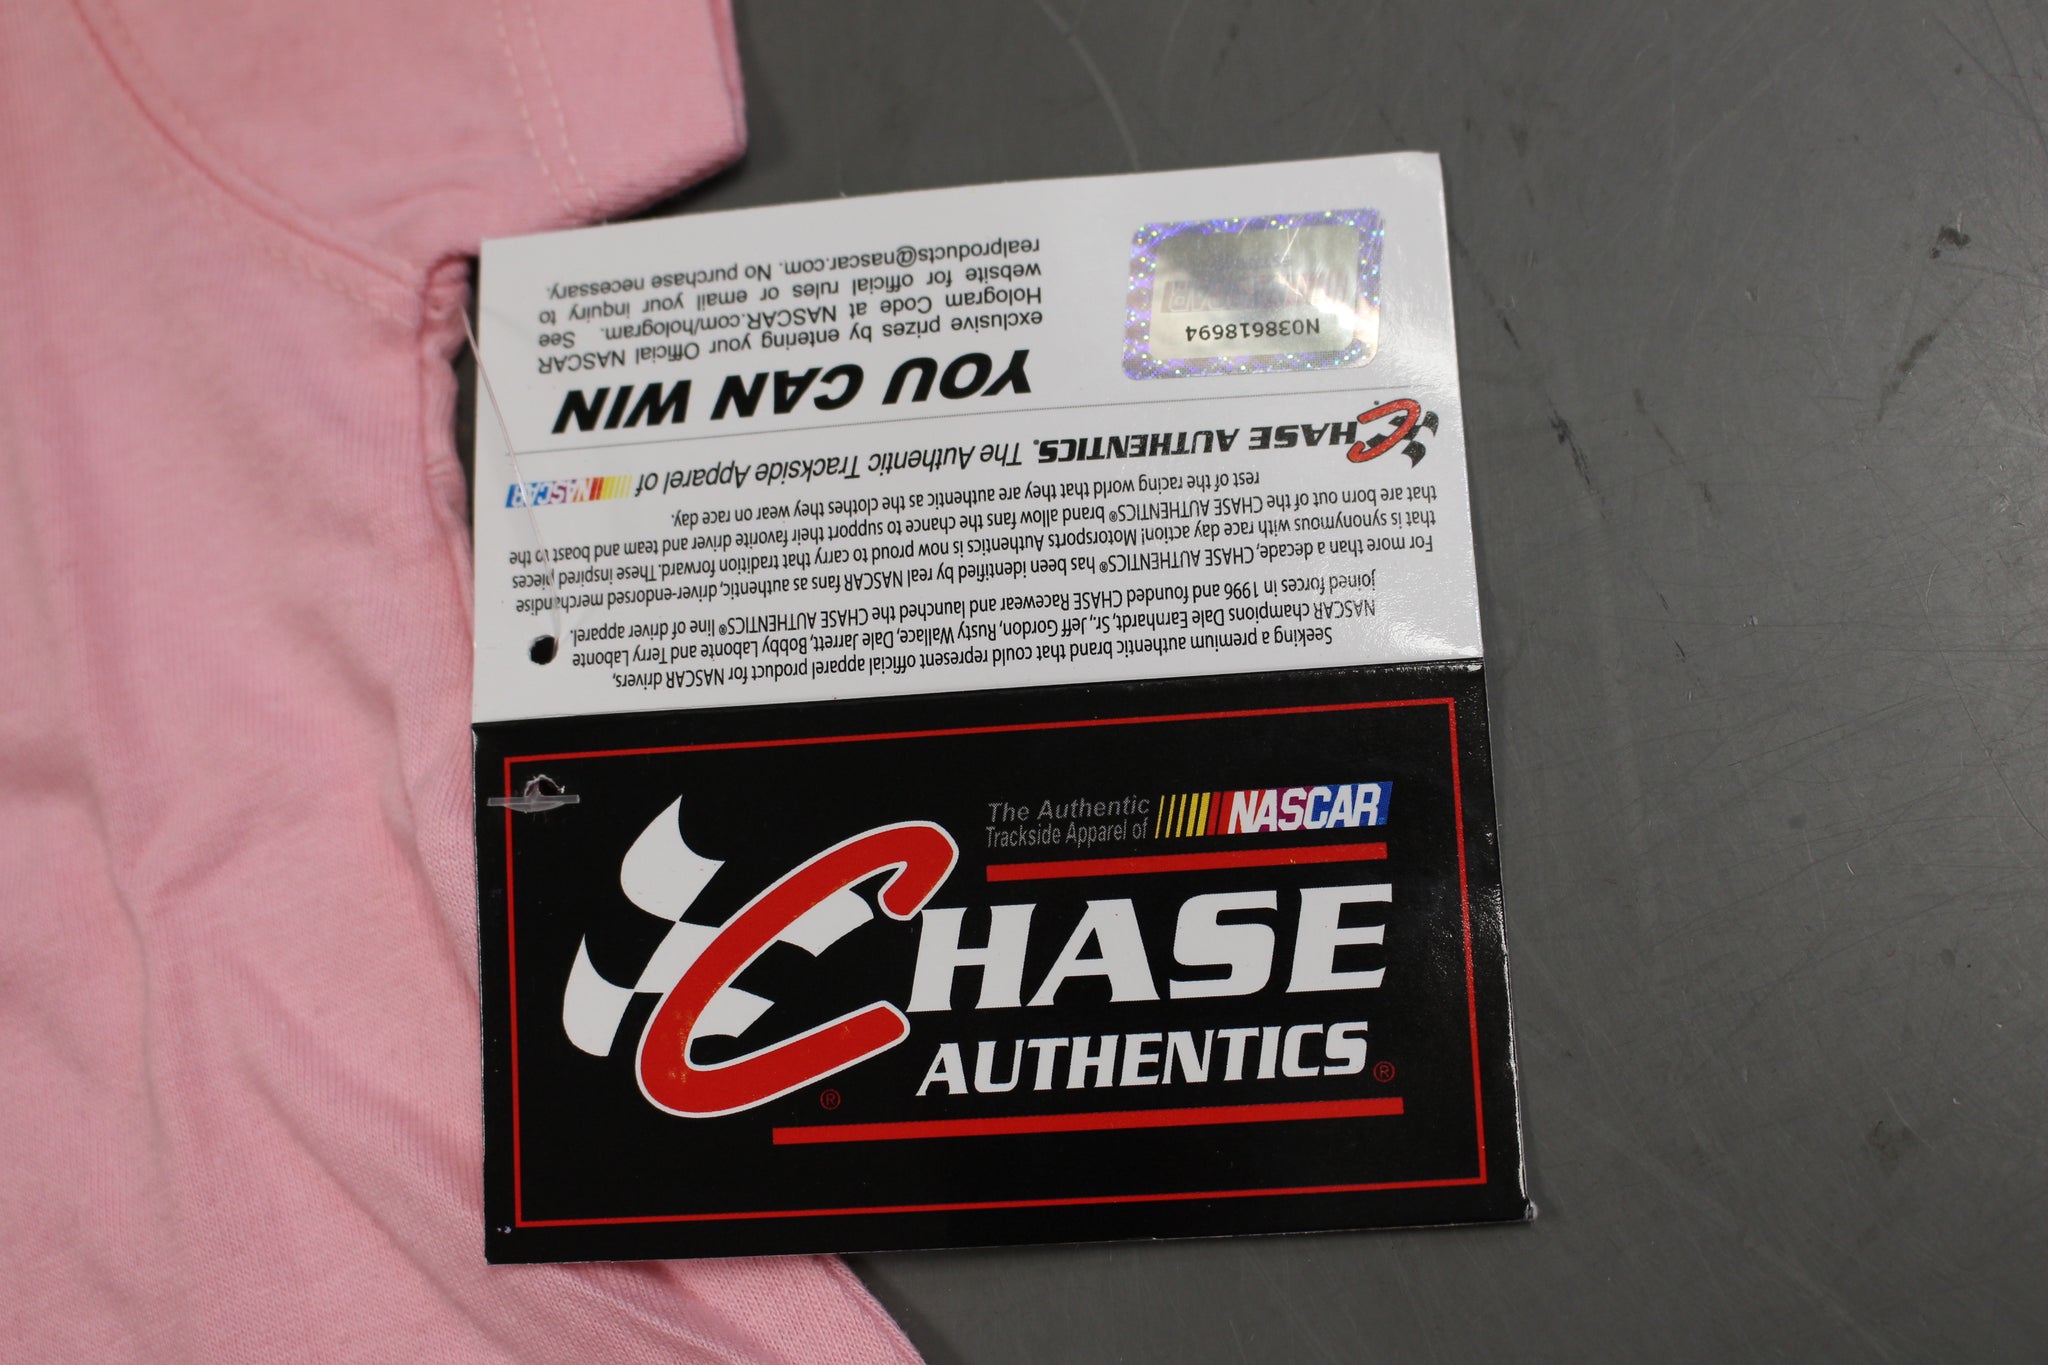 The Authentic
Trackside Apparel of
NASCAR
CHASE
AUTHENTICS®
®
Seeking a premium authentic brand that could represent official apparel product for NASCAR drivers,
NASCAR champions Dale Earnhardt, Sr., Jeff Gordon, Rusty Wallace, Dale Jarrett, Bobby Labonte and Terry Labonte
joined forces in 1996 and founded CHASE Racewear and launched the CHASE AUTHENTICS® line of driver apparel.
For more than a decade, CHASE AUTHENTICS® has been identified by real NASCAR fans as authentic, driver-endorsed merchandise
that is synonymous with race day action! Motorsports Authentics is now proud to carry that tradition forward. These inspired pieces
that are born out of the CHASE AUTHENTICS® brand allow fans the chance to support their favorite driver and team and boast to the
rest of the racing world that they are authentic as the clothes they wear on race day.
CHASE AUTHENTICS. The Authentic Trackside Apparel of NASCAR
YOU CAN WIN
exclusive prizes by entering your Official NASCAR
Hologram Code at NASCAR.com/hologram. See
website for official rules or email your inquiry to
realproducts@nascar.com. No purchase necessary.
N038618694
NASCAR